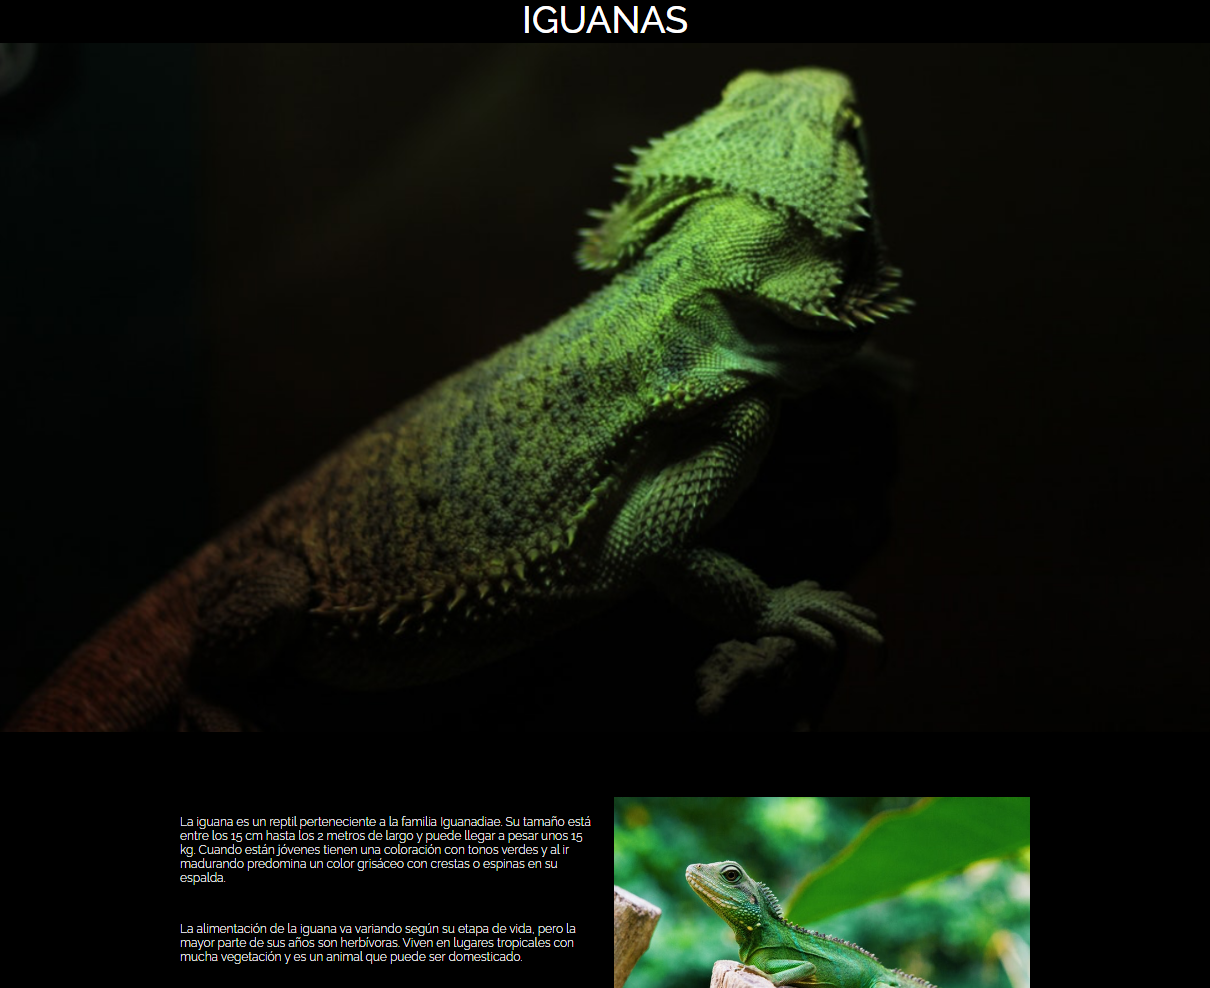 IGUANAS
La iguana es un reptil perteneciente a la familia Iguanadiae. Su tamaño está
entre los 15 cm hasta los 2 metros de largo y puede llegar a pesar unos 15
kg. Cuando están jóvenes tienen una coloración con tonos verdes y al ir
madurando predomina un color grisáceo con crestas o espinas en su
espalda.
La alimentación de la iguana va variando según su etapa de vida, pero la
mayor parte de sus años son herbívoras. Viven en lugares tropicales con
mucha vegetación y es un animal que puede ser domesticado.